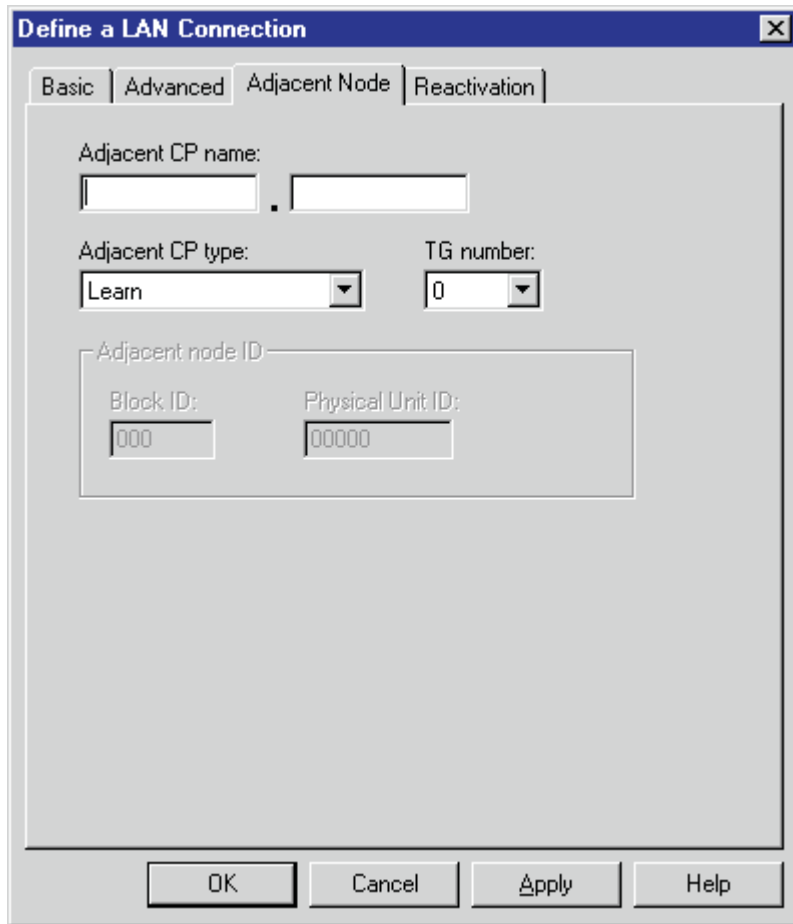 Define a LAN Connection
Basic Advanced Adjacent Node Reactivation
Adjacent CP name:
.
Adjacent CP type: TG number:
Learn 0
Adjacent node ID
Block ID: Physical Unit ID:
000 00000
OK Cancel Apply Help